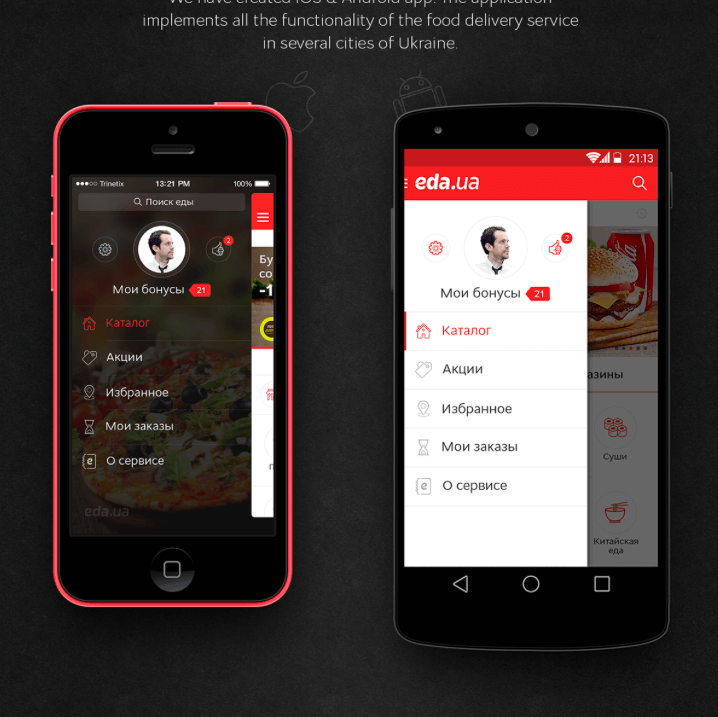 We have created iOS & Android app. The application
implements all the functionality of the food delivery service
in several cities of Ukraine.
Trinetix 13:21 PM 100%
Поиск еды
2
Мои бонусы 21
Каталог
Акции
Избранное
Мои заказы
О сервисе
eda.ua
Бу
со
-1
21:13
eda.ua
2
Мои бонусы 21
Каталог
Акции
Избранное
Мои заказы
О сервисе
азины
Суши
Китайская
еда